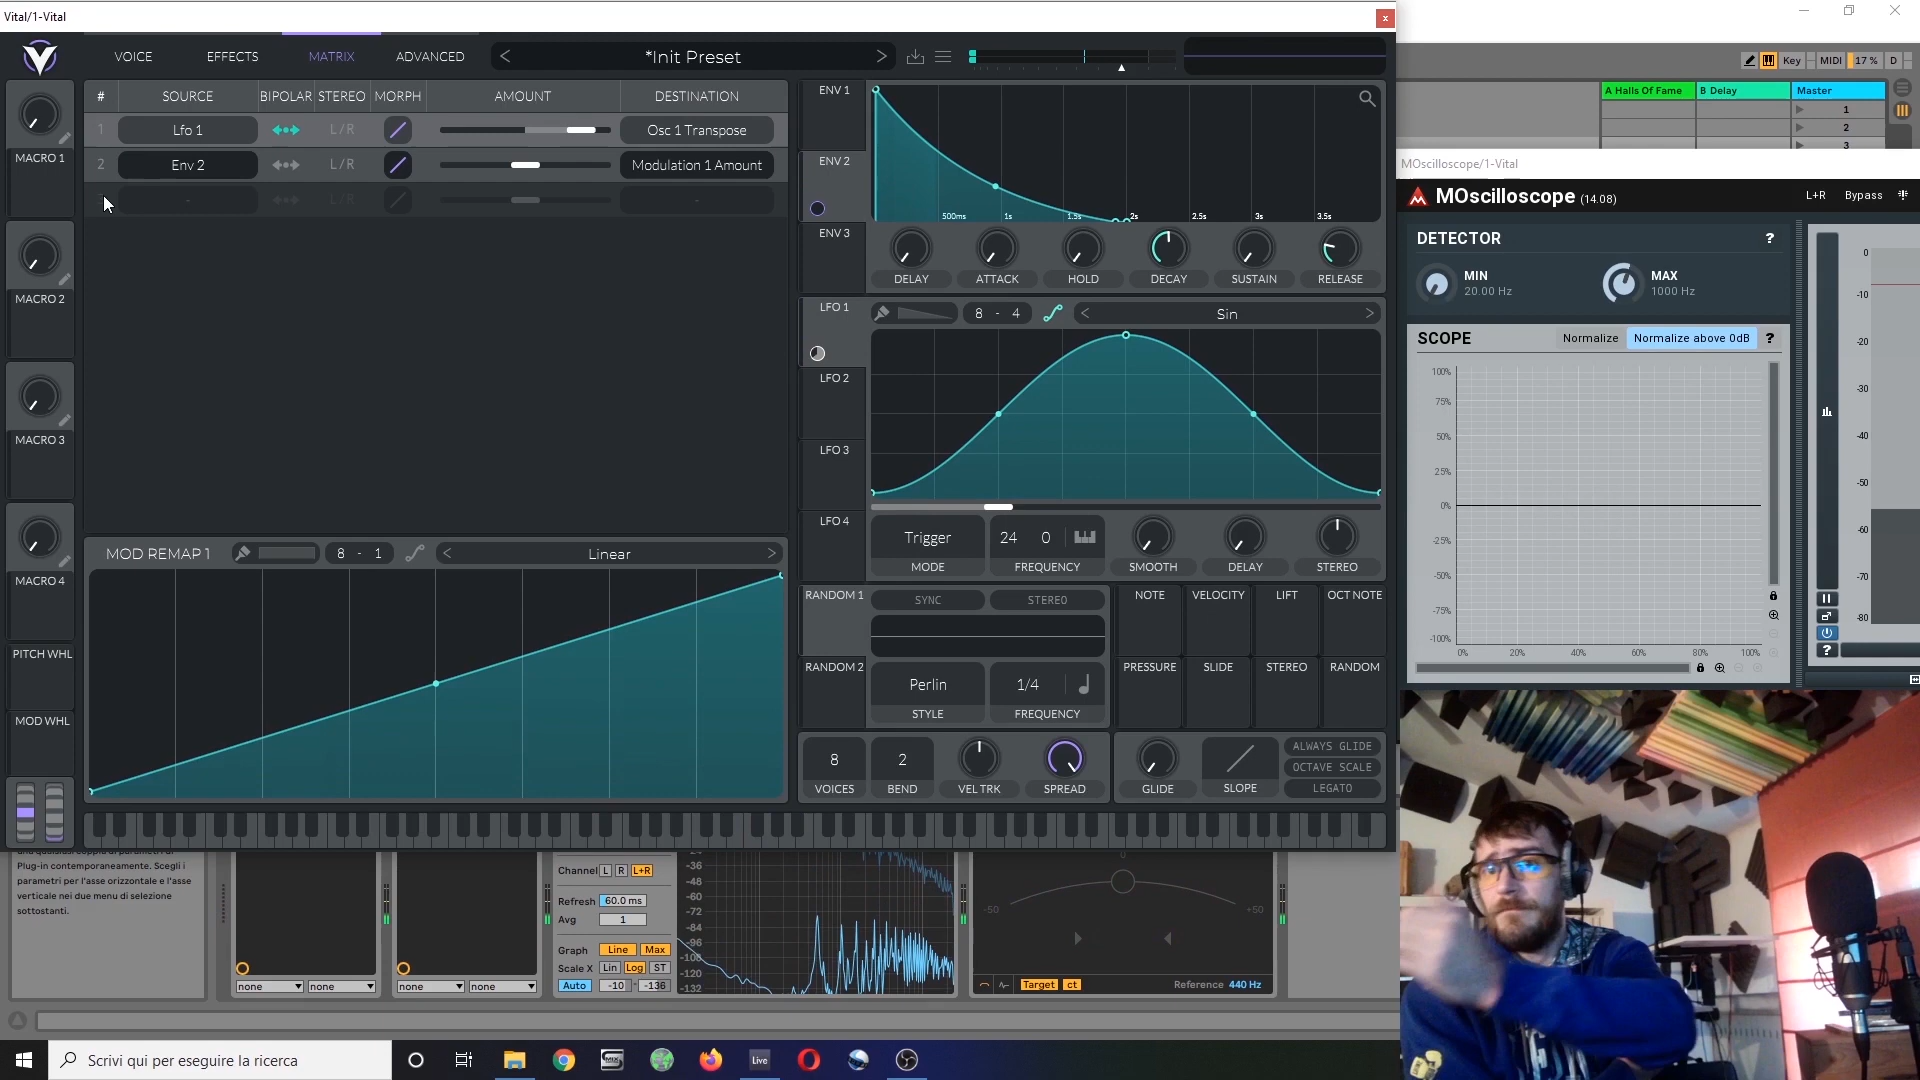 Vital/1-Vital
VOICE
EFFECTS
MATRIX
ADVANCED
*Init Preset
MACRO 1
MACRO 2
MACRO 3
MACRO 4
PITCH WHL
MOD WHL
# SOURCE BIPOLAR STEREO MORPH AMOUNT DESTINATION
1 Lfo 1 L/R Osc 1 Transpose
2 Env 2 L/R Modulation 1 Amount
- L/R -
MOD REMAP 1 8 - 1 Linear
ENV 1
ENV 2
ENV 3
500ms 1s 1.5s 2s 2.5s 3s 3.5s
DELAY ATTACK HOLD DECAY SUSTAIN RELEASE
LFO 1
LFO 2
LFO 3
LFO 4
8 - 4 Sin
Trigger 24 0
MODE FREQUENCY SMOOTH DELAY STEREO
RANDOM 1
SYNC STEREO
RANDOM 2
Perlin 1/4
STYLE FREQUENCY
NOTE VELOCITY LIFT OCT NOTE
PRESSURE SLIDE STEREO RANDOM
8 2
VOICES BEND VEL TRK SPREAD
GLIDE SLOPE
ALWAYS GLIDE
OCTAVE SCALE
LEGATO
Key MIDI 17 % D
A Halls Of Fame B Delay Master
1
2
3
MOscilloscope/1-Vital
MOscilloscope (14.08) L+R Bypass
DETECTOR ?
MIN
20.00 Hz
MAX
1000 Hz
SCOPE Normalize Normalize above 0dB ?
100%
75%
50%
25%
0%
-25%
-50%
-75%
-100%
0% 20% 40% 60% 80% 100%
0
-10
-20
-30
-40
-50
-60
-70
-80
?
Plug-in contemporaneamente. Scegli i
parametri per l'asse orizzontale e l'asse
verticale nei due menu di selezione
sottostanti.
none none none none
Channel L R L+R
Refresh 60.0 ms
Avg 1
Graph Line Max
Scale X Lin Log ST
Auto -10 -136
-36
-48
-60
-72
-84
-96
-108
-120
-132
0
-50 +50
Target ct Reference 440 Hz
Scrivi qui per eseguire la ricerca
Live